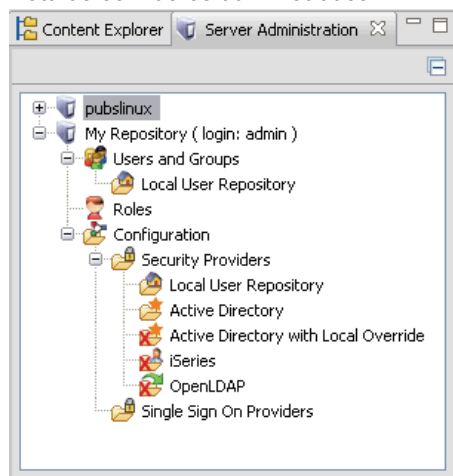 Content Explorer Server Administration
pubslinux
My Repository ( login: admin )
Users and Groups
Local User Repository
Roles
Configuration
Security Providers
Local User Repository
Active Directory
Active Directory with Local Override
iSeries
OpenLDAP
Single Sign On Providers